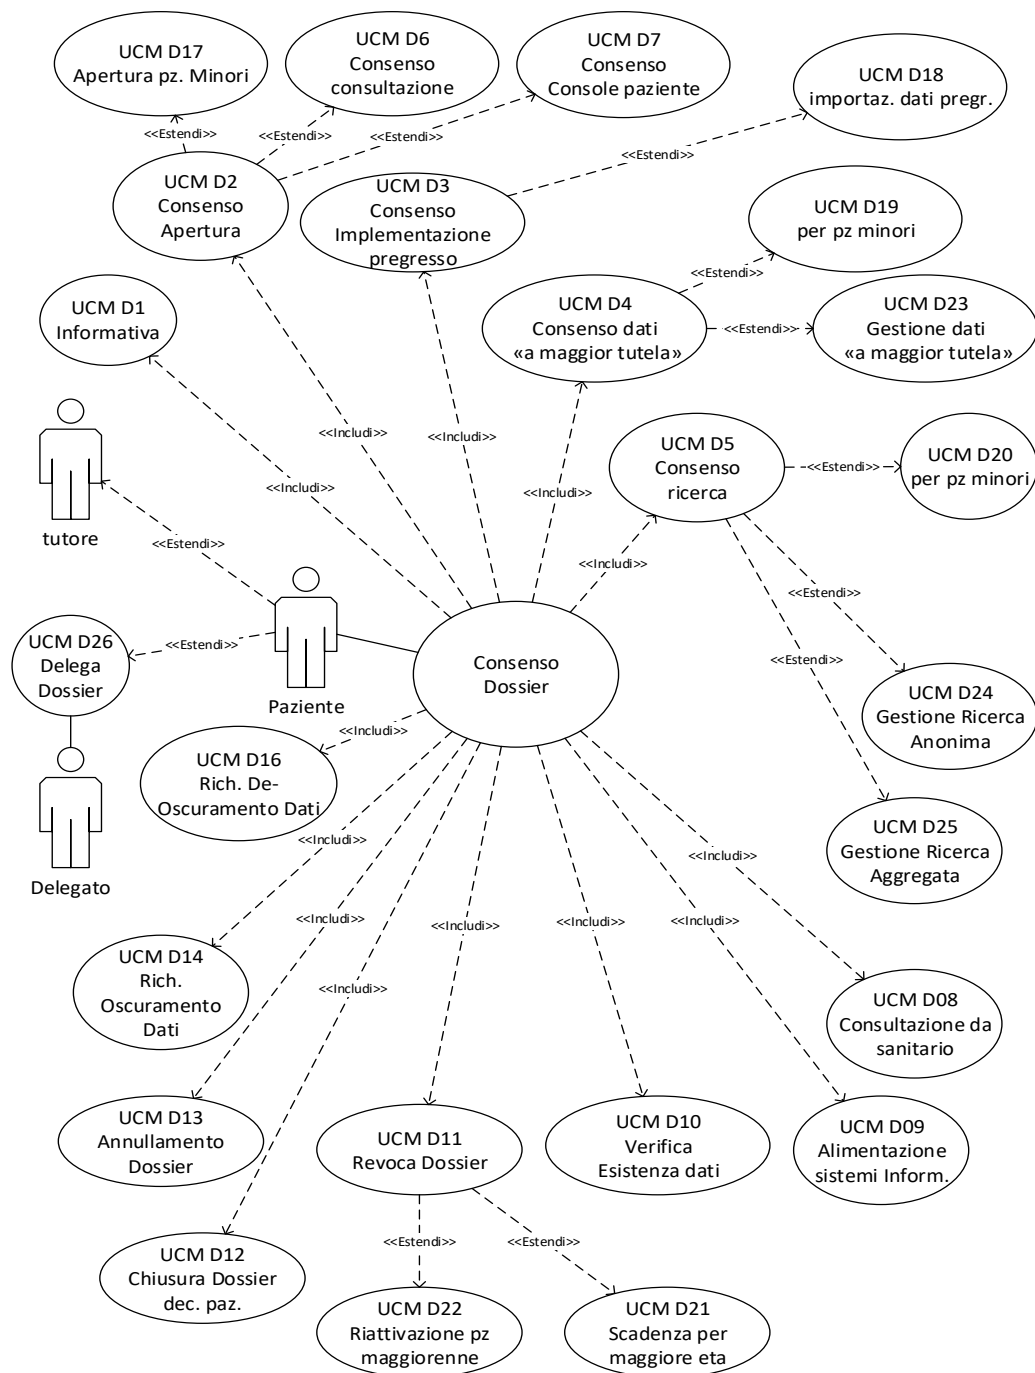 UCM D17
Apertura pz. Minori
UCM D6
Consenso
consultazione
UCM D7
Consenso
Console paziente
UCM D18
importaz. dati pregr.
<<Estendi>>
<<Estendi>>
<<Estendi>>
<<Estendi>>
UCM D2
Consenso
Apertura
UCM D3
Consenso
Implementazione
pregresso
UCM D19
per pz minori
<<Estendi>>
UCM D1
Informativa
UCM D4
Consenso dati
«a maggior tutela»
<<Estendi>>
UCM D23
Gestione dati
«a maggior tutela»
<<Includi>>
<<Includi>>
<<Includi>>
<<Includi>>
<<Includi>>
UCM D5
Consenso
ricerca
<<Estendi>>
UCM D20
per pz minori
tutore
<<Estendi>>
<<Estendi>>
<<Estendi>>
UCM D26
Delega
Dossier
<<Estendi>>
Paziente
Consenso
Dossier
UCM D24
Gestione Ricerca
Anonima
<<Includi>>
UCM D16
Rich. De-
Oscuramento Dati
Delegato
UCM D25
Gestione Ricerca
Aggregata
<<Includi>>
<<Includi>>
<<Includi>>
<<Includi>>
<<Includi>>
<<Includi>>
<<Includi>>
UCM D14
Rich.
Oscuramento
Dati
UCM D08
Consultazione da
sanitario
UCM D13
Annullamento
Dossier
UCM D11
Revoca Dossier
UCM D10
Verifica
Esistenza dati
UCM D09
Alimentazione
sistemi Inform.
UCM D12
Chiusura Dossier
dec. paz.
<<Estendi>>
<<Estendi>>
UCM D22
Riattivazione pz
maggiorenne
UCM D21
Scadenza per
maggiore eta